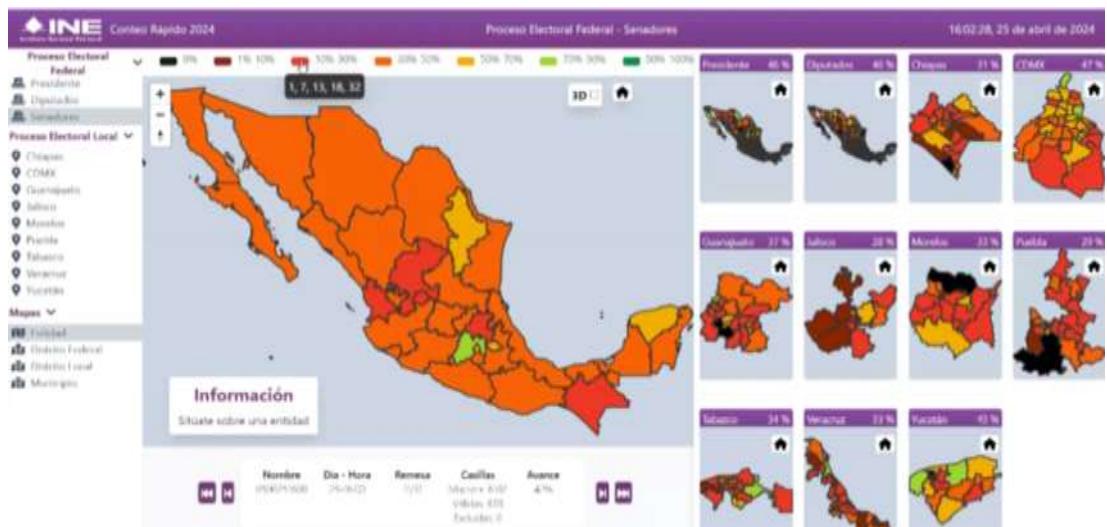 INE
Instituto Nacional Electoral
Conteo Rápido 2024
Proceso Electoral Federal - Senadores
16:02:28, 25 de abril de 2024
Proceso Electoral
Federal
Presidente
Diputados
Senadores
Proceso Electoral Local
Chiapas
CDMX
Guanajuato
Jalisco
Morelos
Puebla
Tabasco
Veracruz
Yucatán
Mapas
Entidad
Distrito Federal
Distrito Local
Municipio
0%
1% 10%
10% 30%
30% 50%
50% 70%
70% 90%
90% 100%
1, 7, 13, 18, 32
+
−
3D
Información
Sitúate sobre una entidad
Nombre
Día - Hora
Remesa
Casillas
Avance
Presidente 46 %
Diputados 46 %
Chiapas 31 %
CDMX 47 %
Guanajuato 37 %
Jalisco 28 %
Morelos 33 %
Puebla 29 %
Tabasco 34 %
Veracruz 33 %
Yucatán